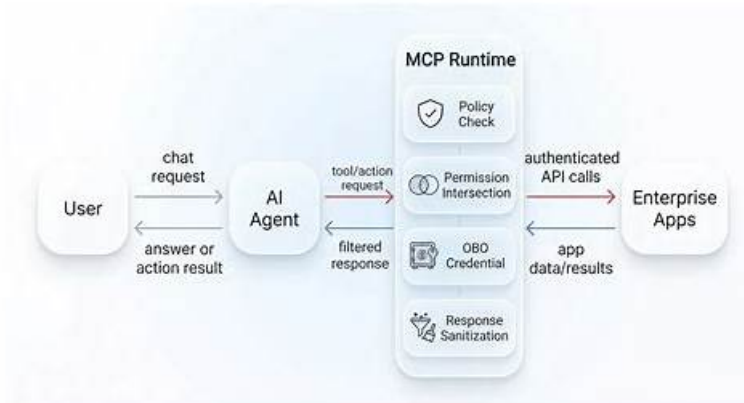 MCP Runtime
Policy
Check
chat
request
tool/action
request
Permission
Intersection
authenticated
API calls
User
AI
Agent
Enterprise
Apps
answer or
action result
filtered
response
OBO
Credential
app
data/results
Response
Sanitization